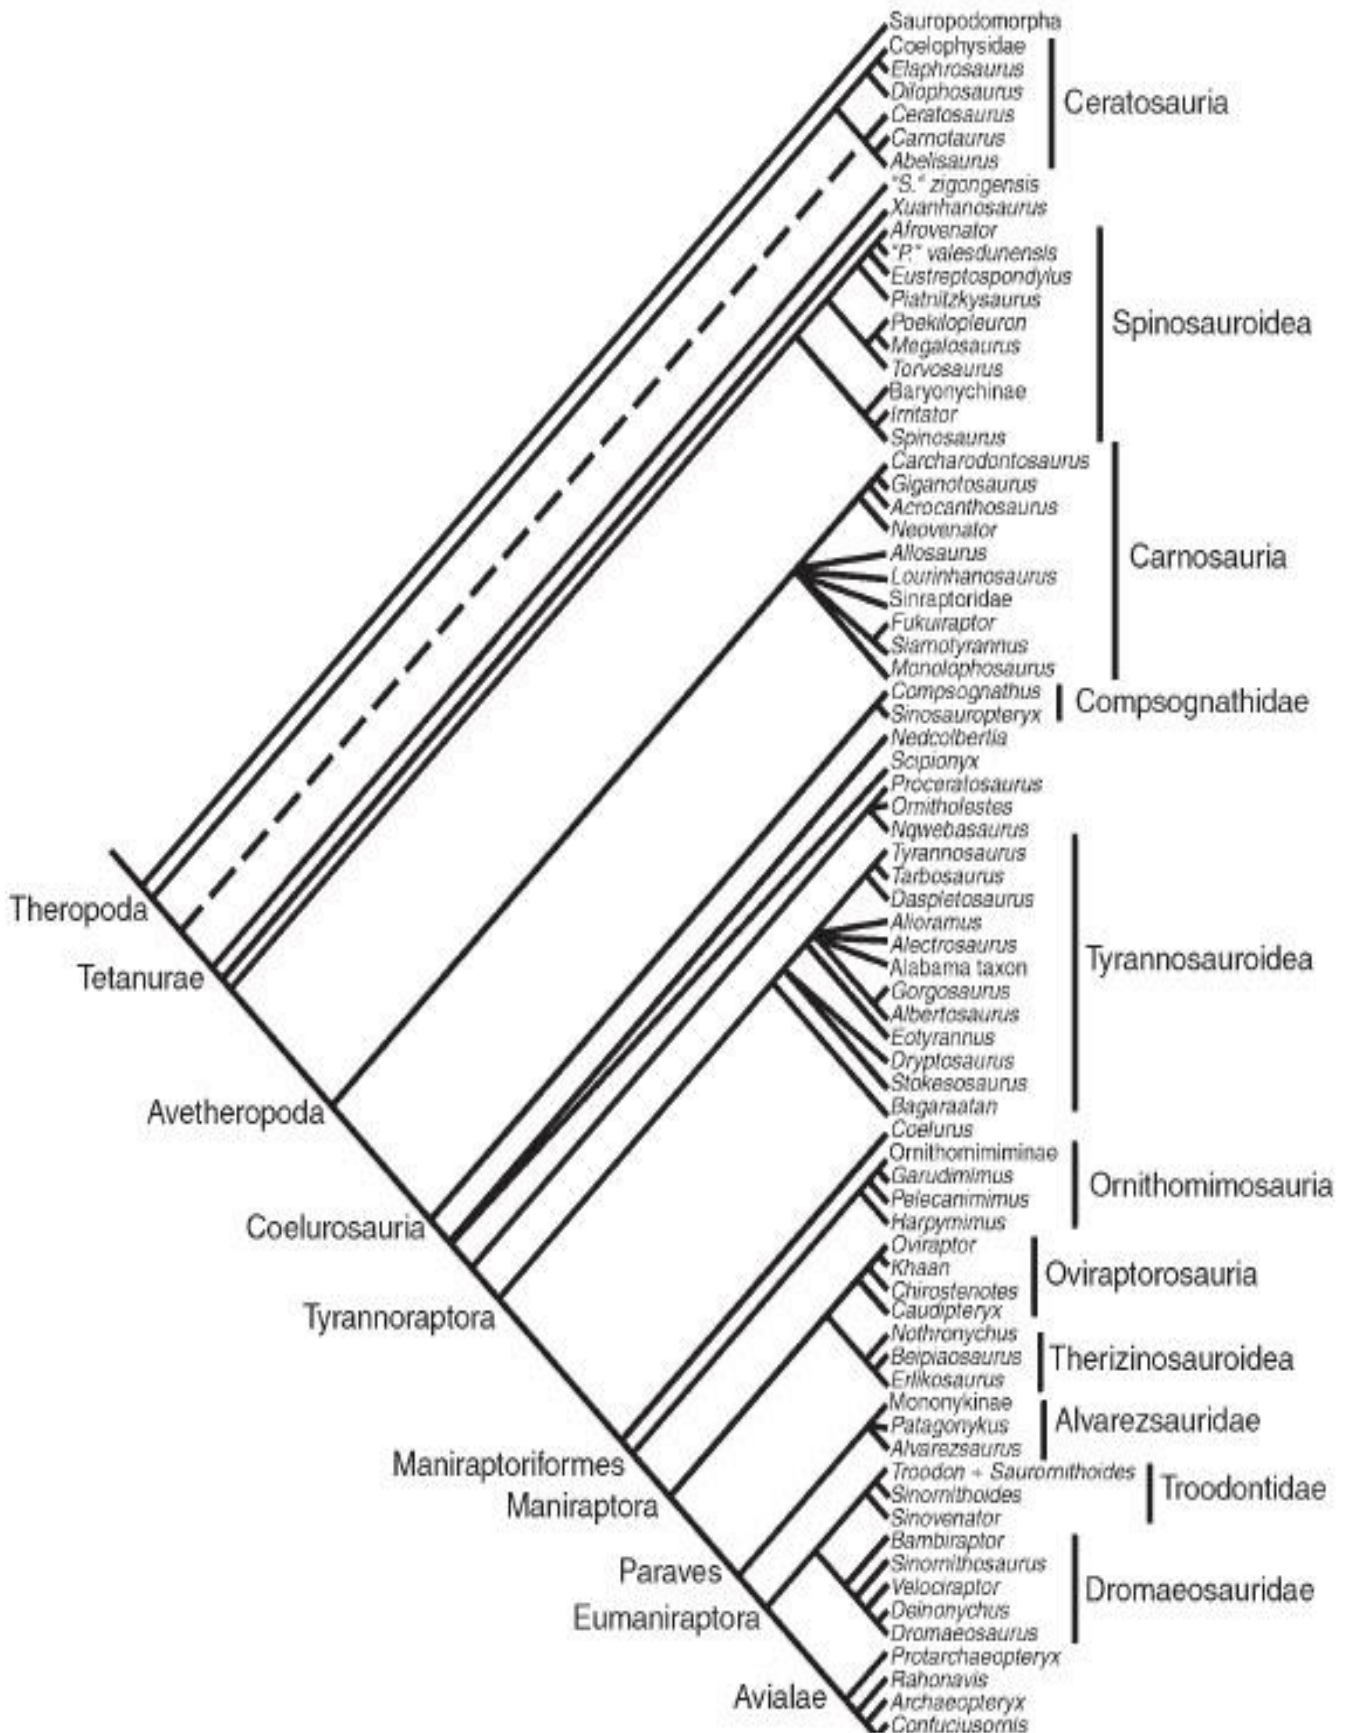 Sauropodomorpha
Coelophysidae
Elaphrosaurus
Dilophosaurus
Ceratosaurus
Carnotaurus
Abelisaurus
Ceratosauria
"S." zigongensis
Xuanhanosaurus
Afrovenator
"P." valesdunensis
Eustreptospondylus
Piatnitzkysaurus
Poekilopleuron
Megalosaurus
Torvosaurus
Baryonychinae
Irritator
Spinosaurus
Spinosauroidea
Carcharodontosaurus
Giganotosaurus
Acrocanthosaurus
Neovenator
Allosaurus
Lourinhanosaurus
Sinraptoridae
Fukuiraptor
Siamotyrannus
Monolophosaurus
Carnosauria
Compsognathus
Sinosauropteryx
Compsognathidae
Nedcolbertia
Scipionyx
Proceratosaurus
Ornitholestes
Nqwebasaurus
Tyrannosaurus
Tarbosaurus
Daspletosaurus
Alioramus
Alectrosaurus
Alabama taxon
Gorgosaurus
Albertosaurus
Eotyrannus
Dryptosaurus
Stokesosaurus
Bagaraatan
Tyrannosauroidea
Coelurus
Ornithomimiminae
Garudimimus
Pelecanimimus
Harpymimus
Ornithomimosauria
Oviraptor
Khaan
Chirostenotes
Caudipteryx
Oviraptorosauria
Nothronychus
Beipiaosaurus
Erlikosaurus
Therizinosauroidea
Mononykinae
Patagonykus
Alvarezsaurus
Alvarezsauridae
Troodon + Saurornithoides
Sinornithoides
Sinovenator
Troodontidae
Bambiraptor
Sinornithosaurus
Velociraptor
Deinonychus
Dromaeosaurus
Dromaeosauridae
Protarchaeopteryx
Rahonavis
Archaeopteryx
Confuciusornis
Theropoda
Tetanurae
Avetheropoda
Coelurosauria
Tyrannoraptora
Maniraptoriformes
Maniraptora
Paraves
Eumaniraptora
Avialae